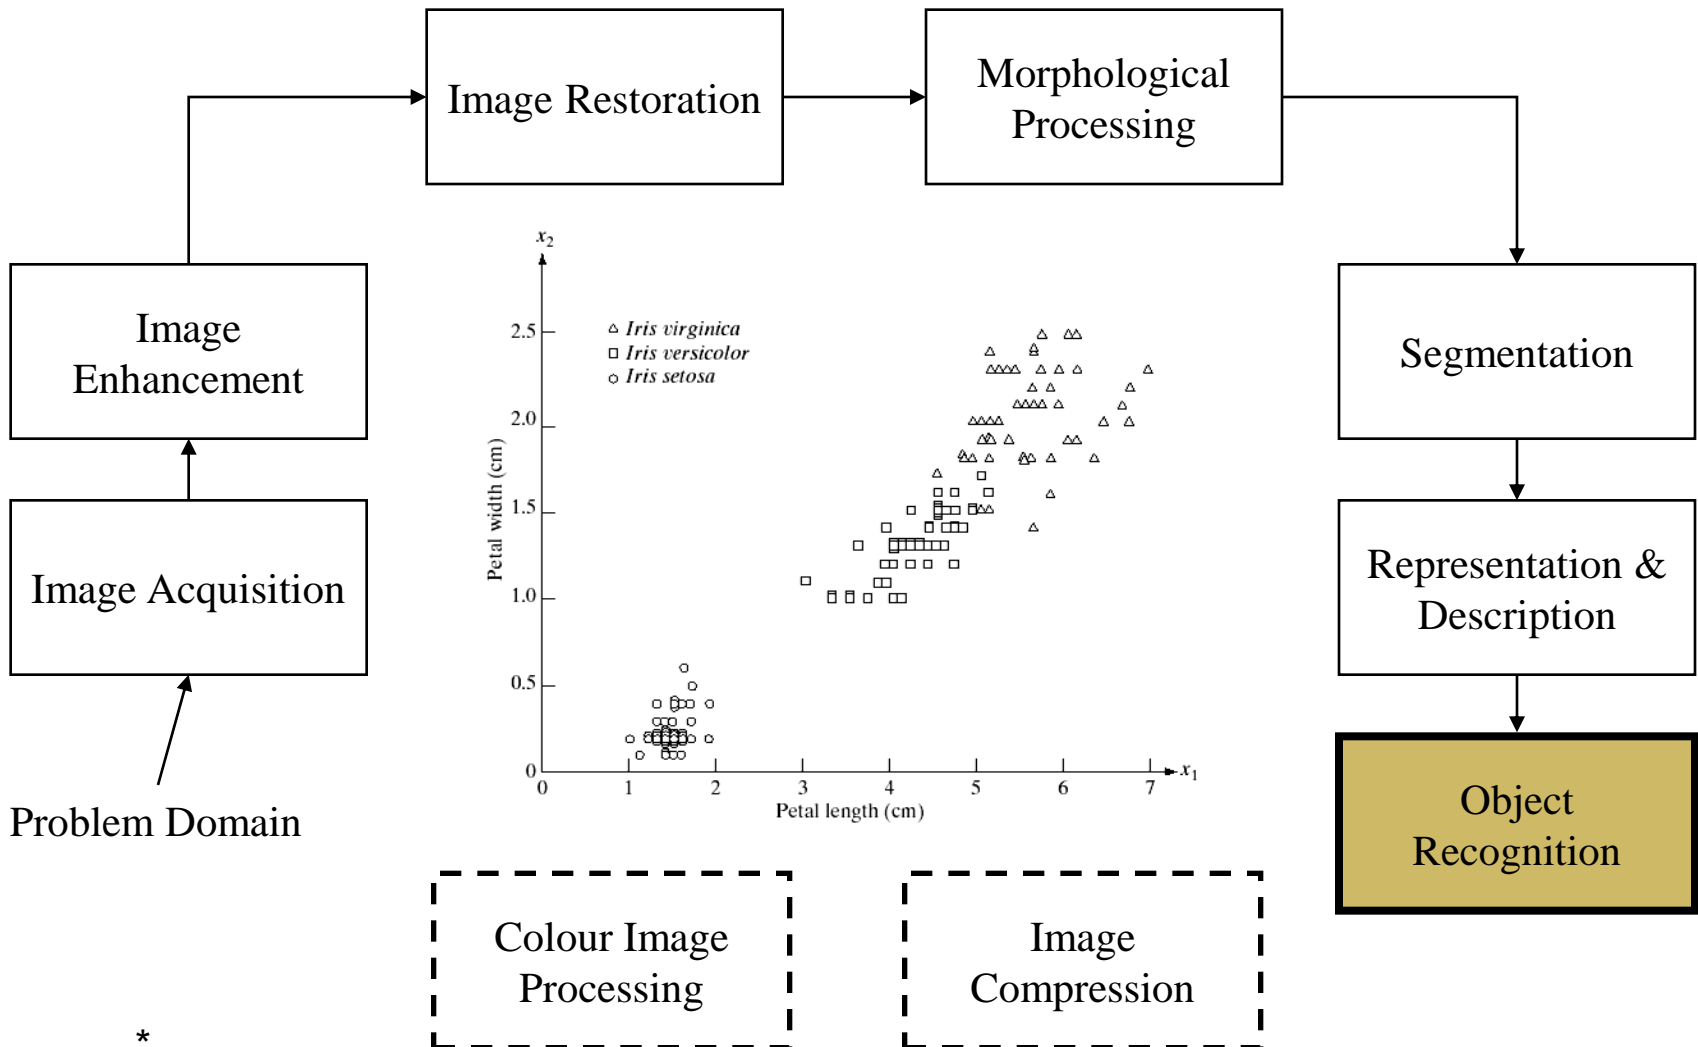 Image Restoration
Morphological
Processing
Image
Enhancement
Segmentation
Image Acquisition
Representation &
Description
Problem Domain
Object
Recognition
x2
2.5
2.0
1.5
1.0
0.5
0
Petal width (cm)
△ Iris virginica
□ Iris versicolor
○ Iris setosa
0 1 2 3 4 5 6 7
x1
Petal length (cm)
Colour Image
Processing
Image
Compression
*